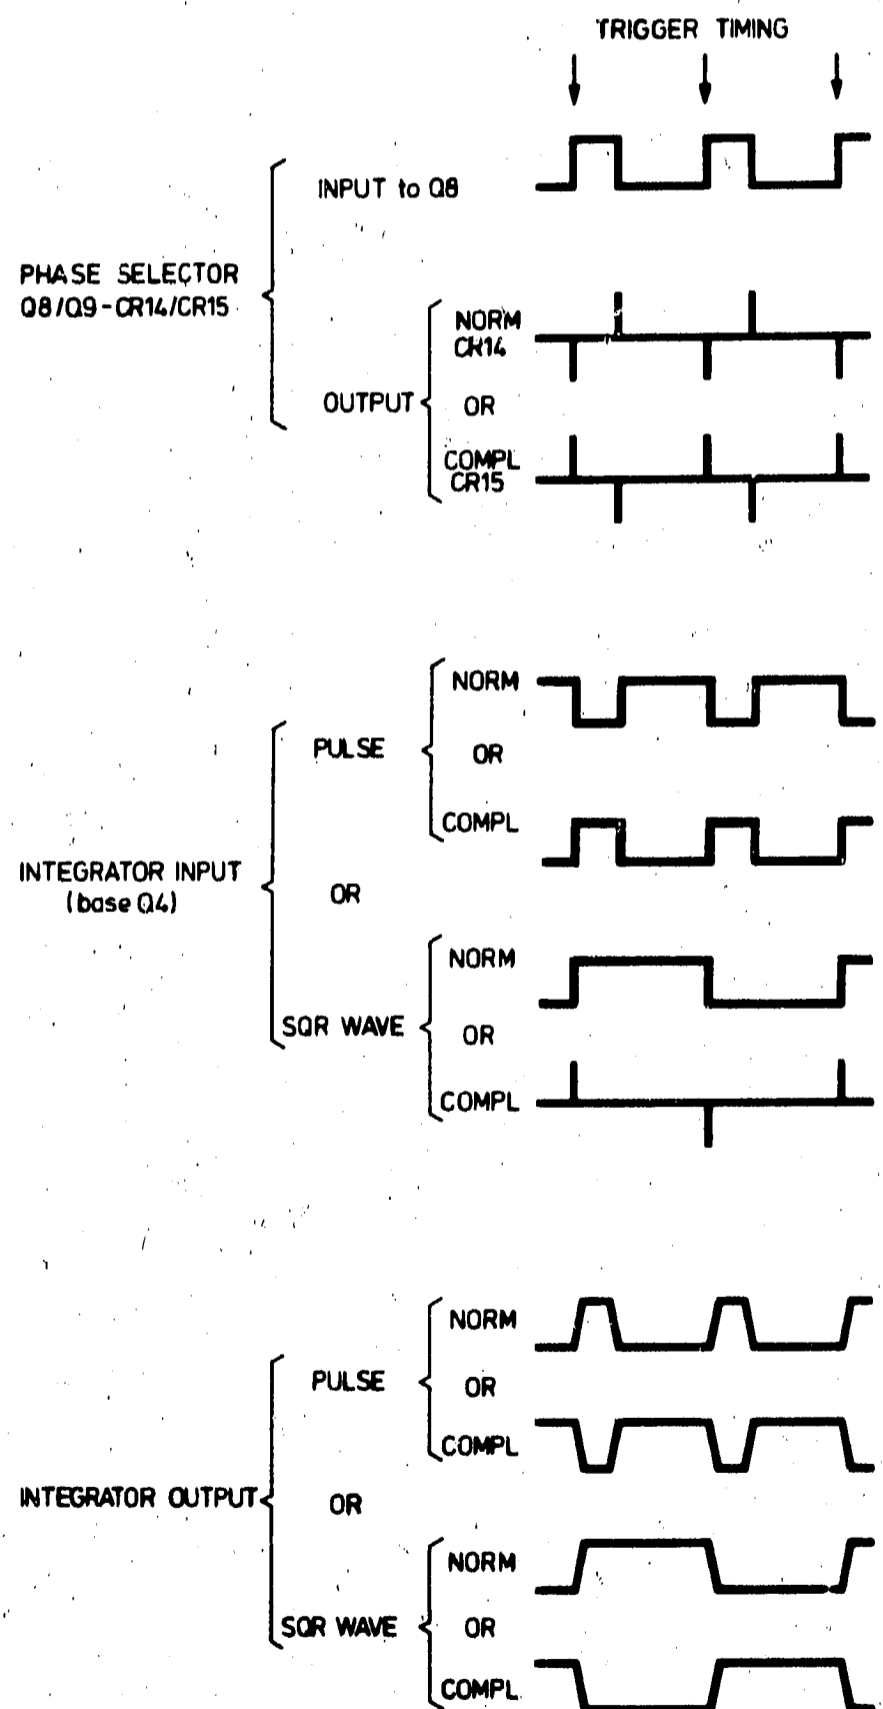 TRIGGER TIMING
INPUT to Q8
PHASE SELECTOR
Q8/Q9-CR14/CR15
NORM
CR14
OUTPUT
OR
COMPL
CR15
NORM
PULSE
OR
COMPL
INTEGRATOR INPUT
(base Q4)
OR
NORM
SQR WAVE
OR
COMPL
NORM
PULSE
OR
COMPL
INTEGRATOR OUTPUT
OR
NORM
SQR WAVE
OR
COMPL